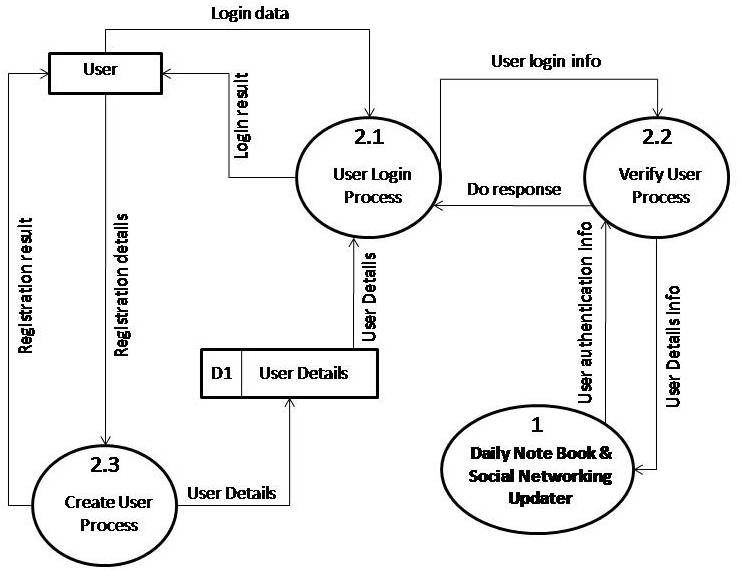 Login data
User
User login info
Login result
2.1
User Login
Process
2.2
Verify User
Process
Do response
Registration result
Registration details
User Details
User authentication info
User Details info
D1 User Details
1
Daily Note Book &
Social Networking
Updater
2.3
Create User
Process
User Details